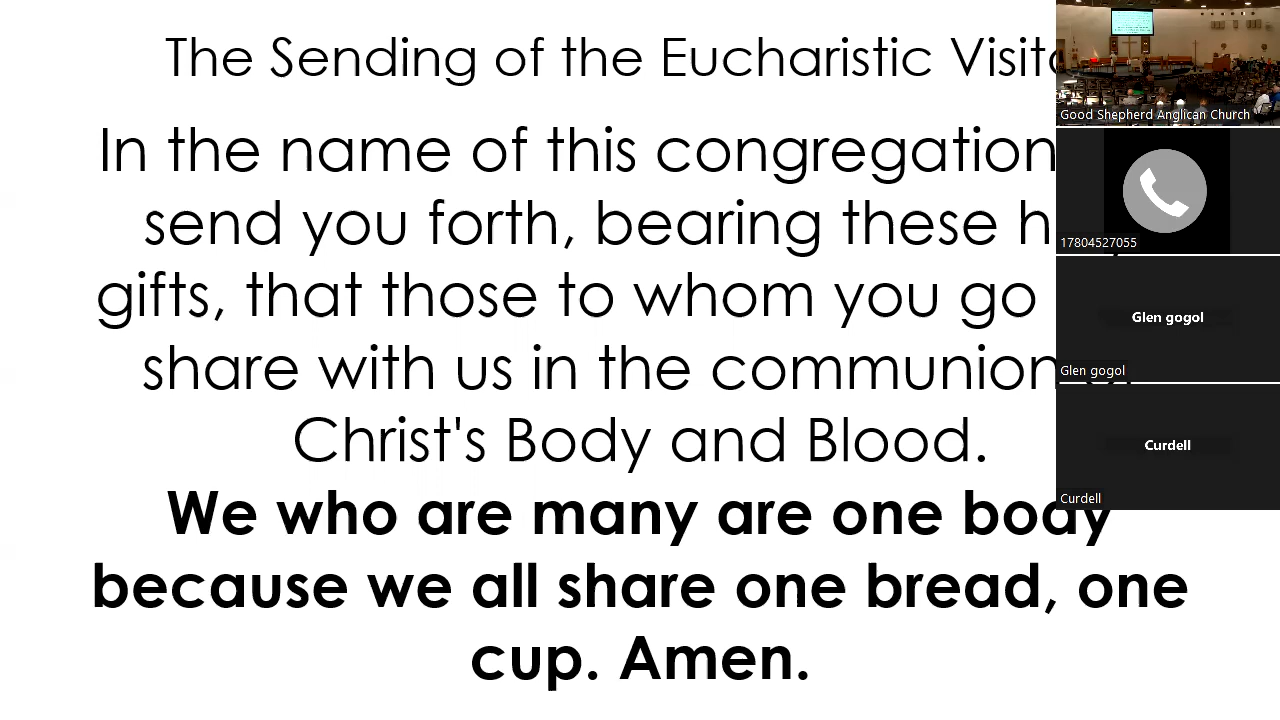 The Sending of the Eucharistic
In the name of this congregation
send you forth, bearing these
gifts, that those to whom you go
share with us in the communion
Christ's Body and Blood.
We who are many are one body
because we all share one bread, one
cup. Amen.
Good Shepherd Anglican Church
17804527055
Glen gogol
Glen gogol
Curdell
Curdell